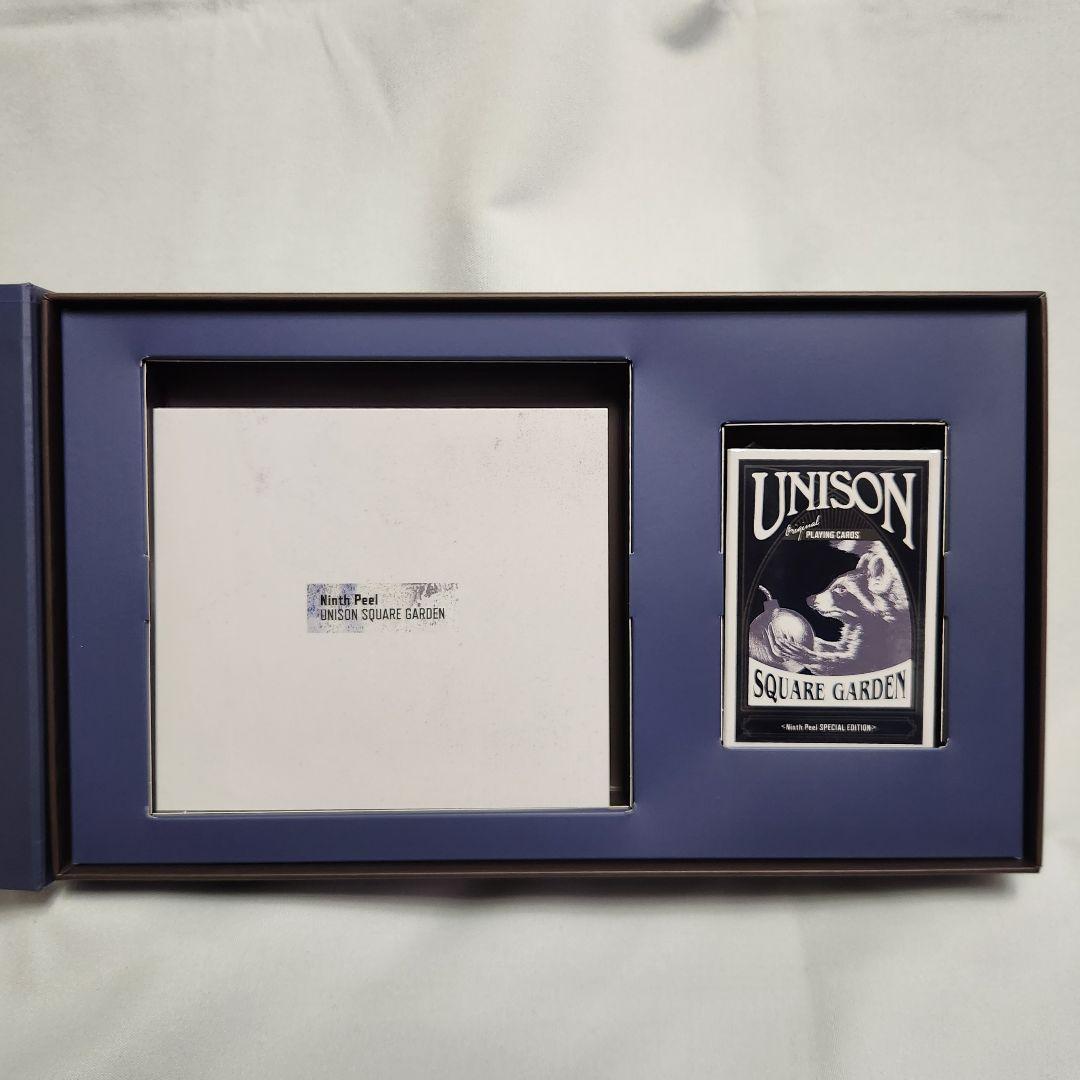 Ninth Peel
UNISON SQUARE GARDEN
UNISON
Original
PLAYING CARDS
SQUARE GARDEN
<Ninth Peel SPECIAL EDITION>